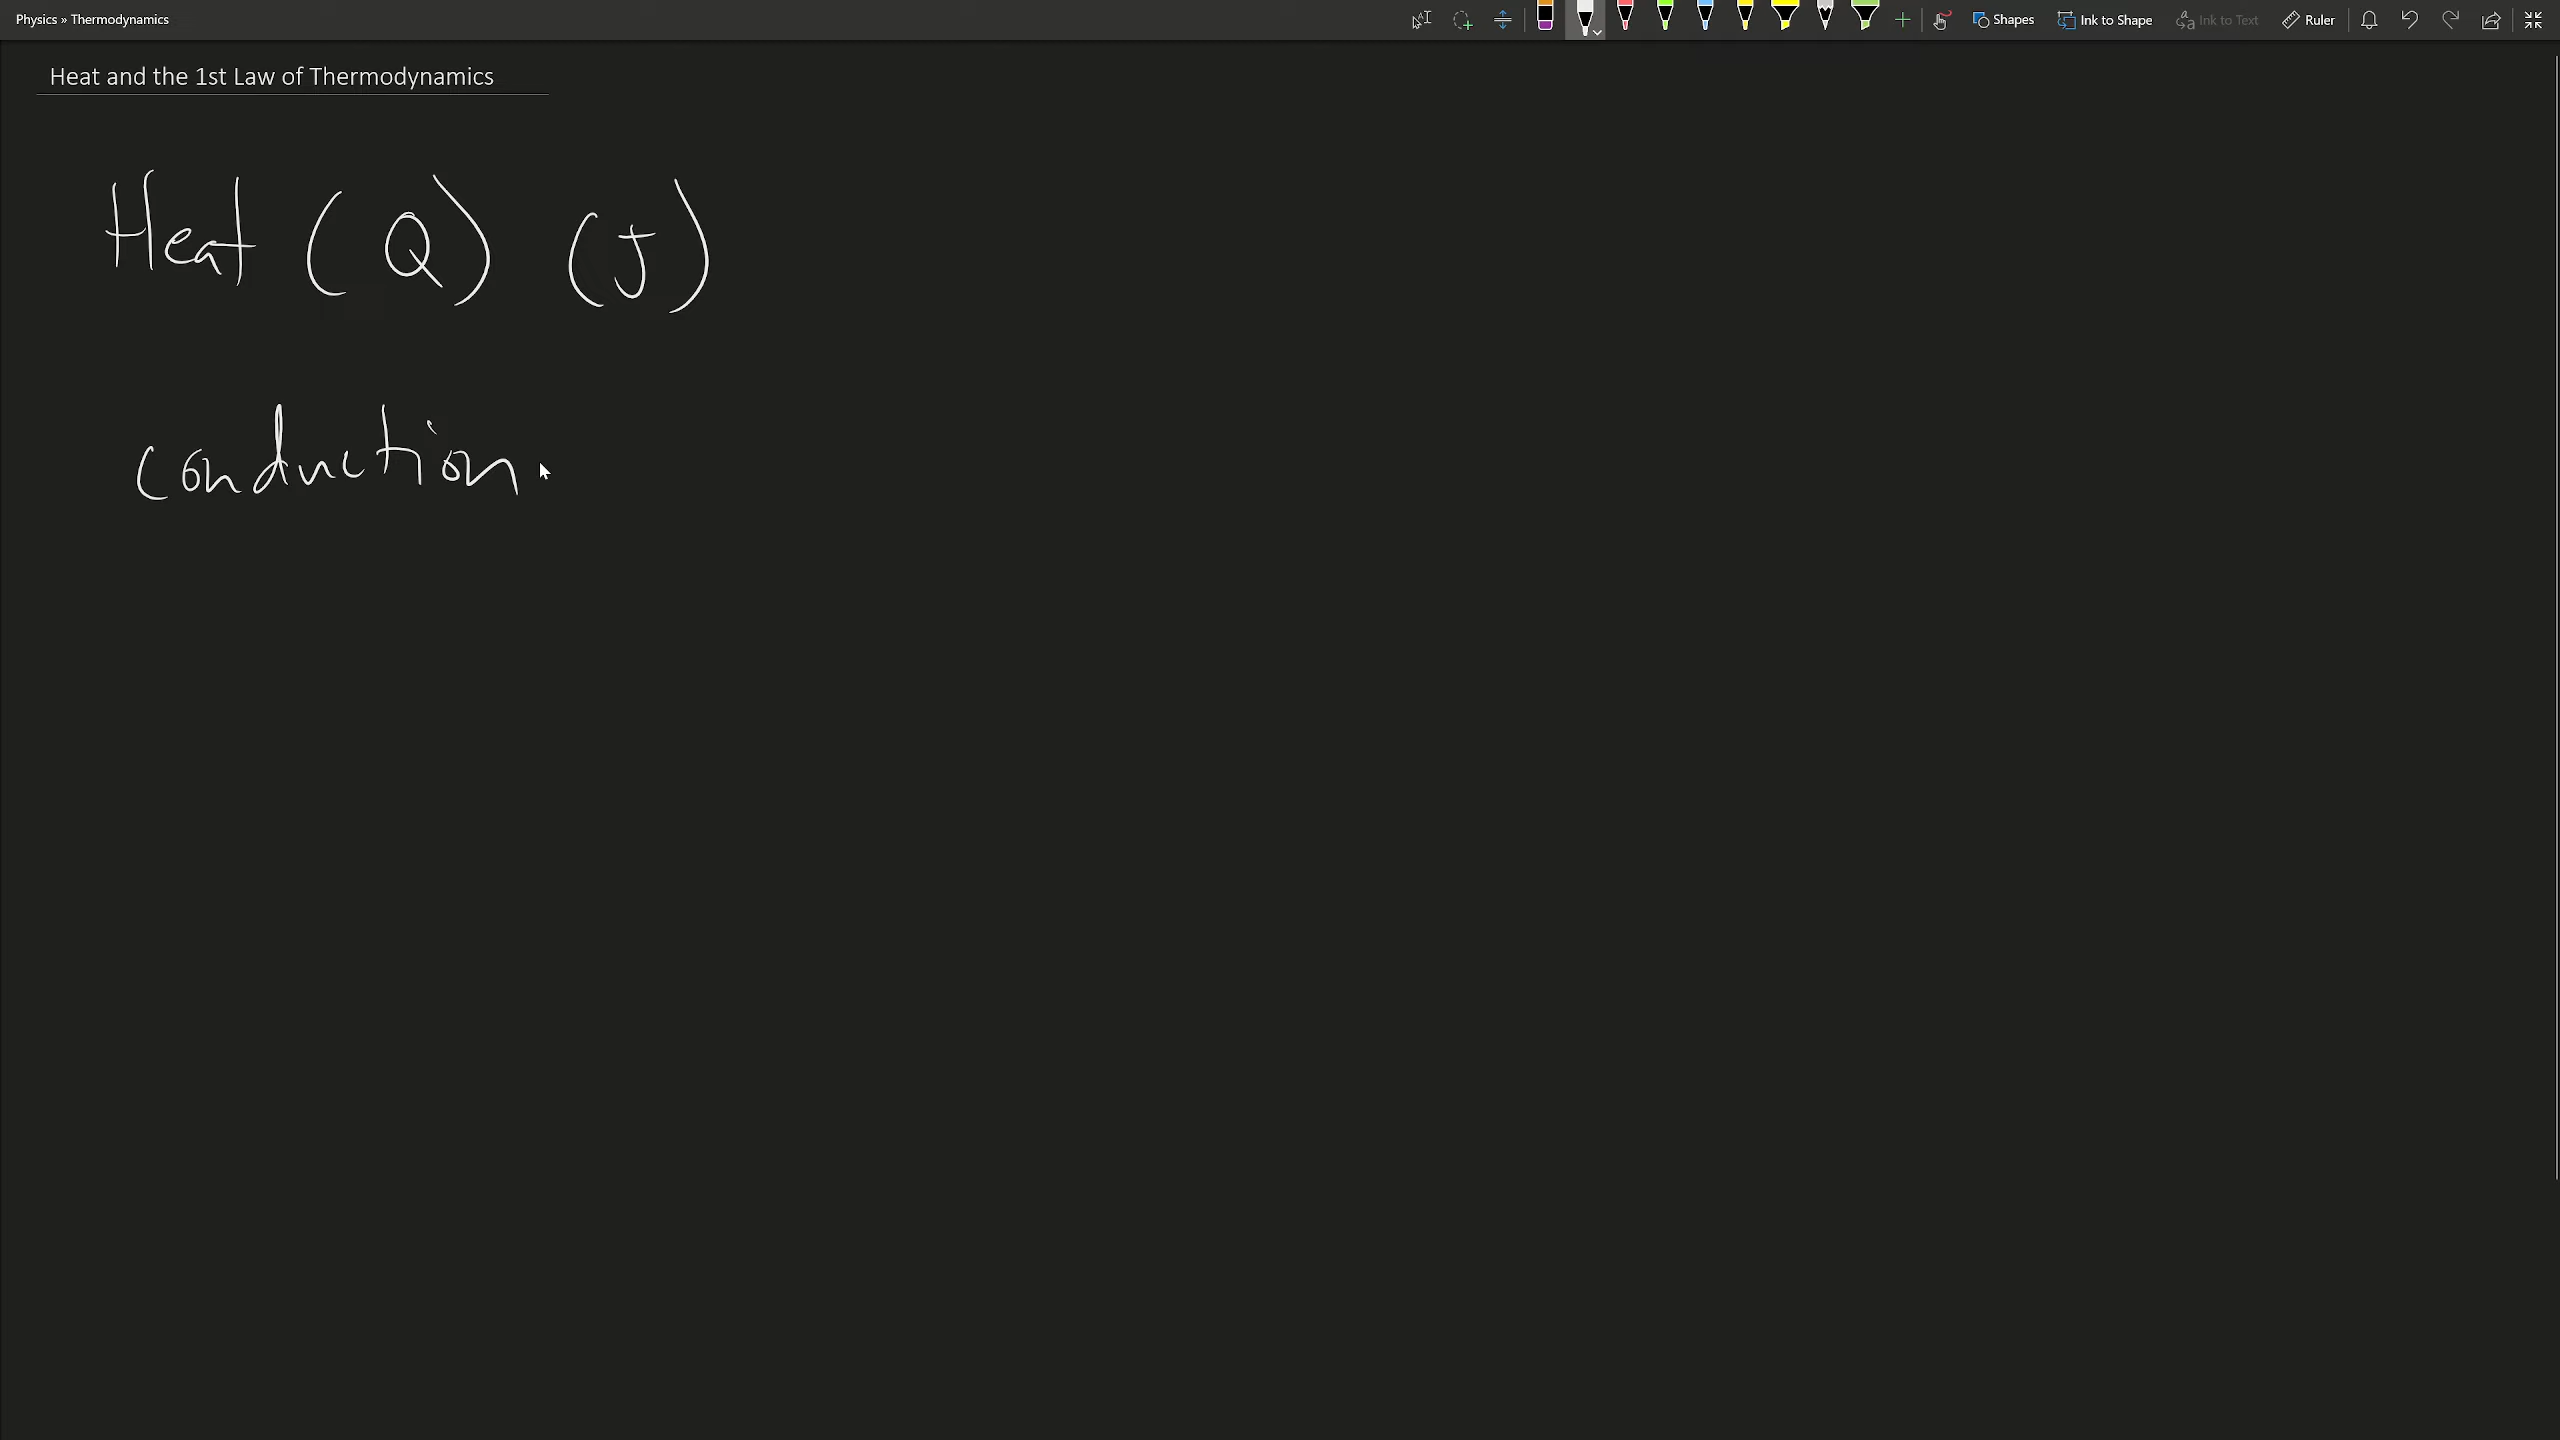 Physics » Thermodynamics
Shapes Ink to Shape Ink to Text Ruler
Heat and the 1st Law of Thermodynamics
Heat (Q) (J)
conduction